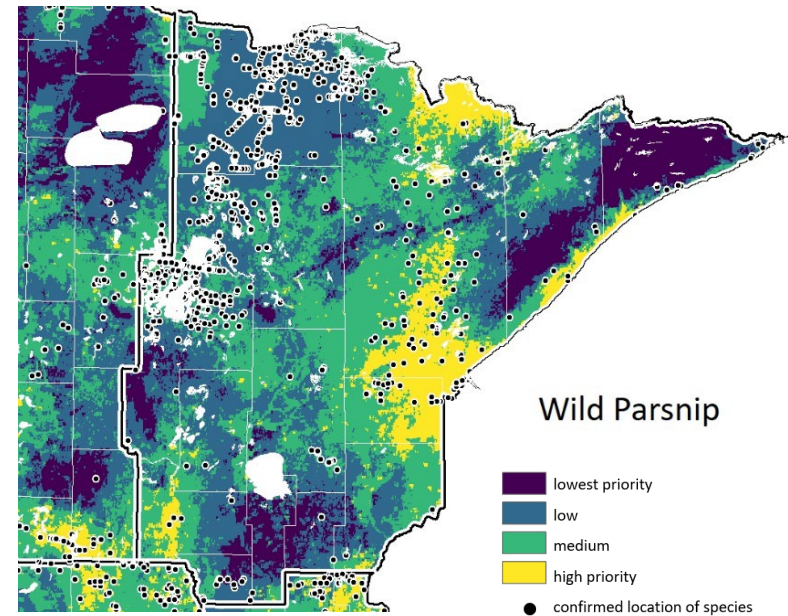 Wild Parsnip
lowest priority
low
medium
high priority
confirmed location of species